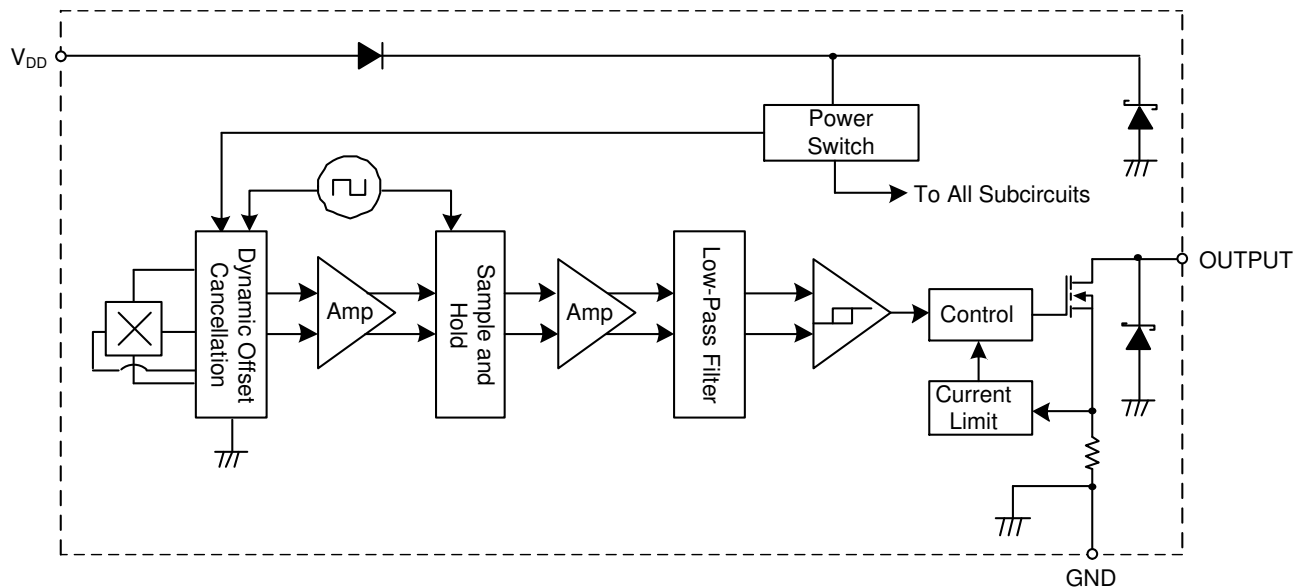 VDD
Power
Switch
To All Subcircuits
Dynamic Offset
Cancellation
Amp
Sample and
Hold
Amp
Low-Pass Filter
Control
Current
Limit
OUTPUT
GND